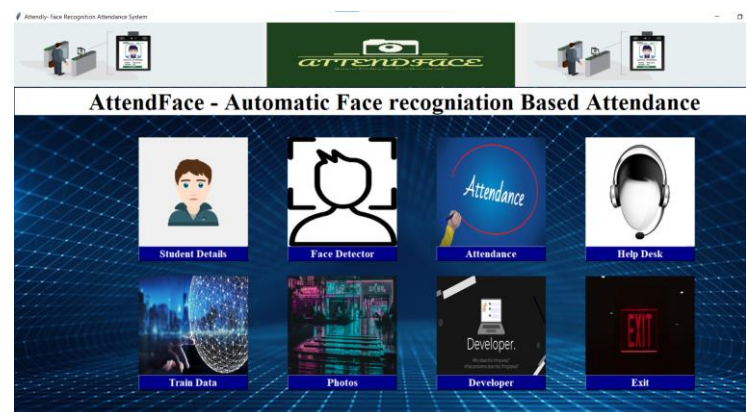 Attendly- Face Recognition Attendance System
ATTENDFACE
AttendFace - Automatic Face recogniation Based Attendance
Attendance
Student Details
Face Detector
Attendance
Help Desk
EXIT
Developer.
Train Data
Photos
Developer
Exit